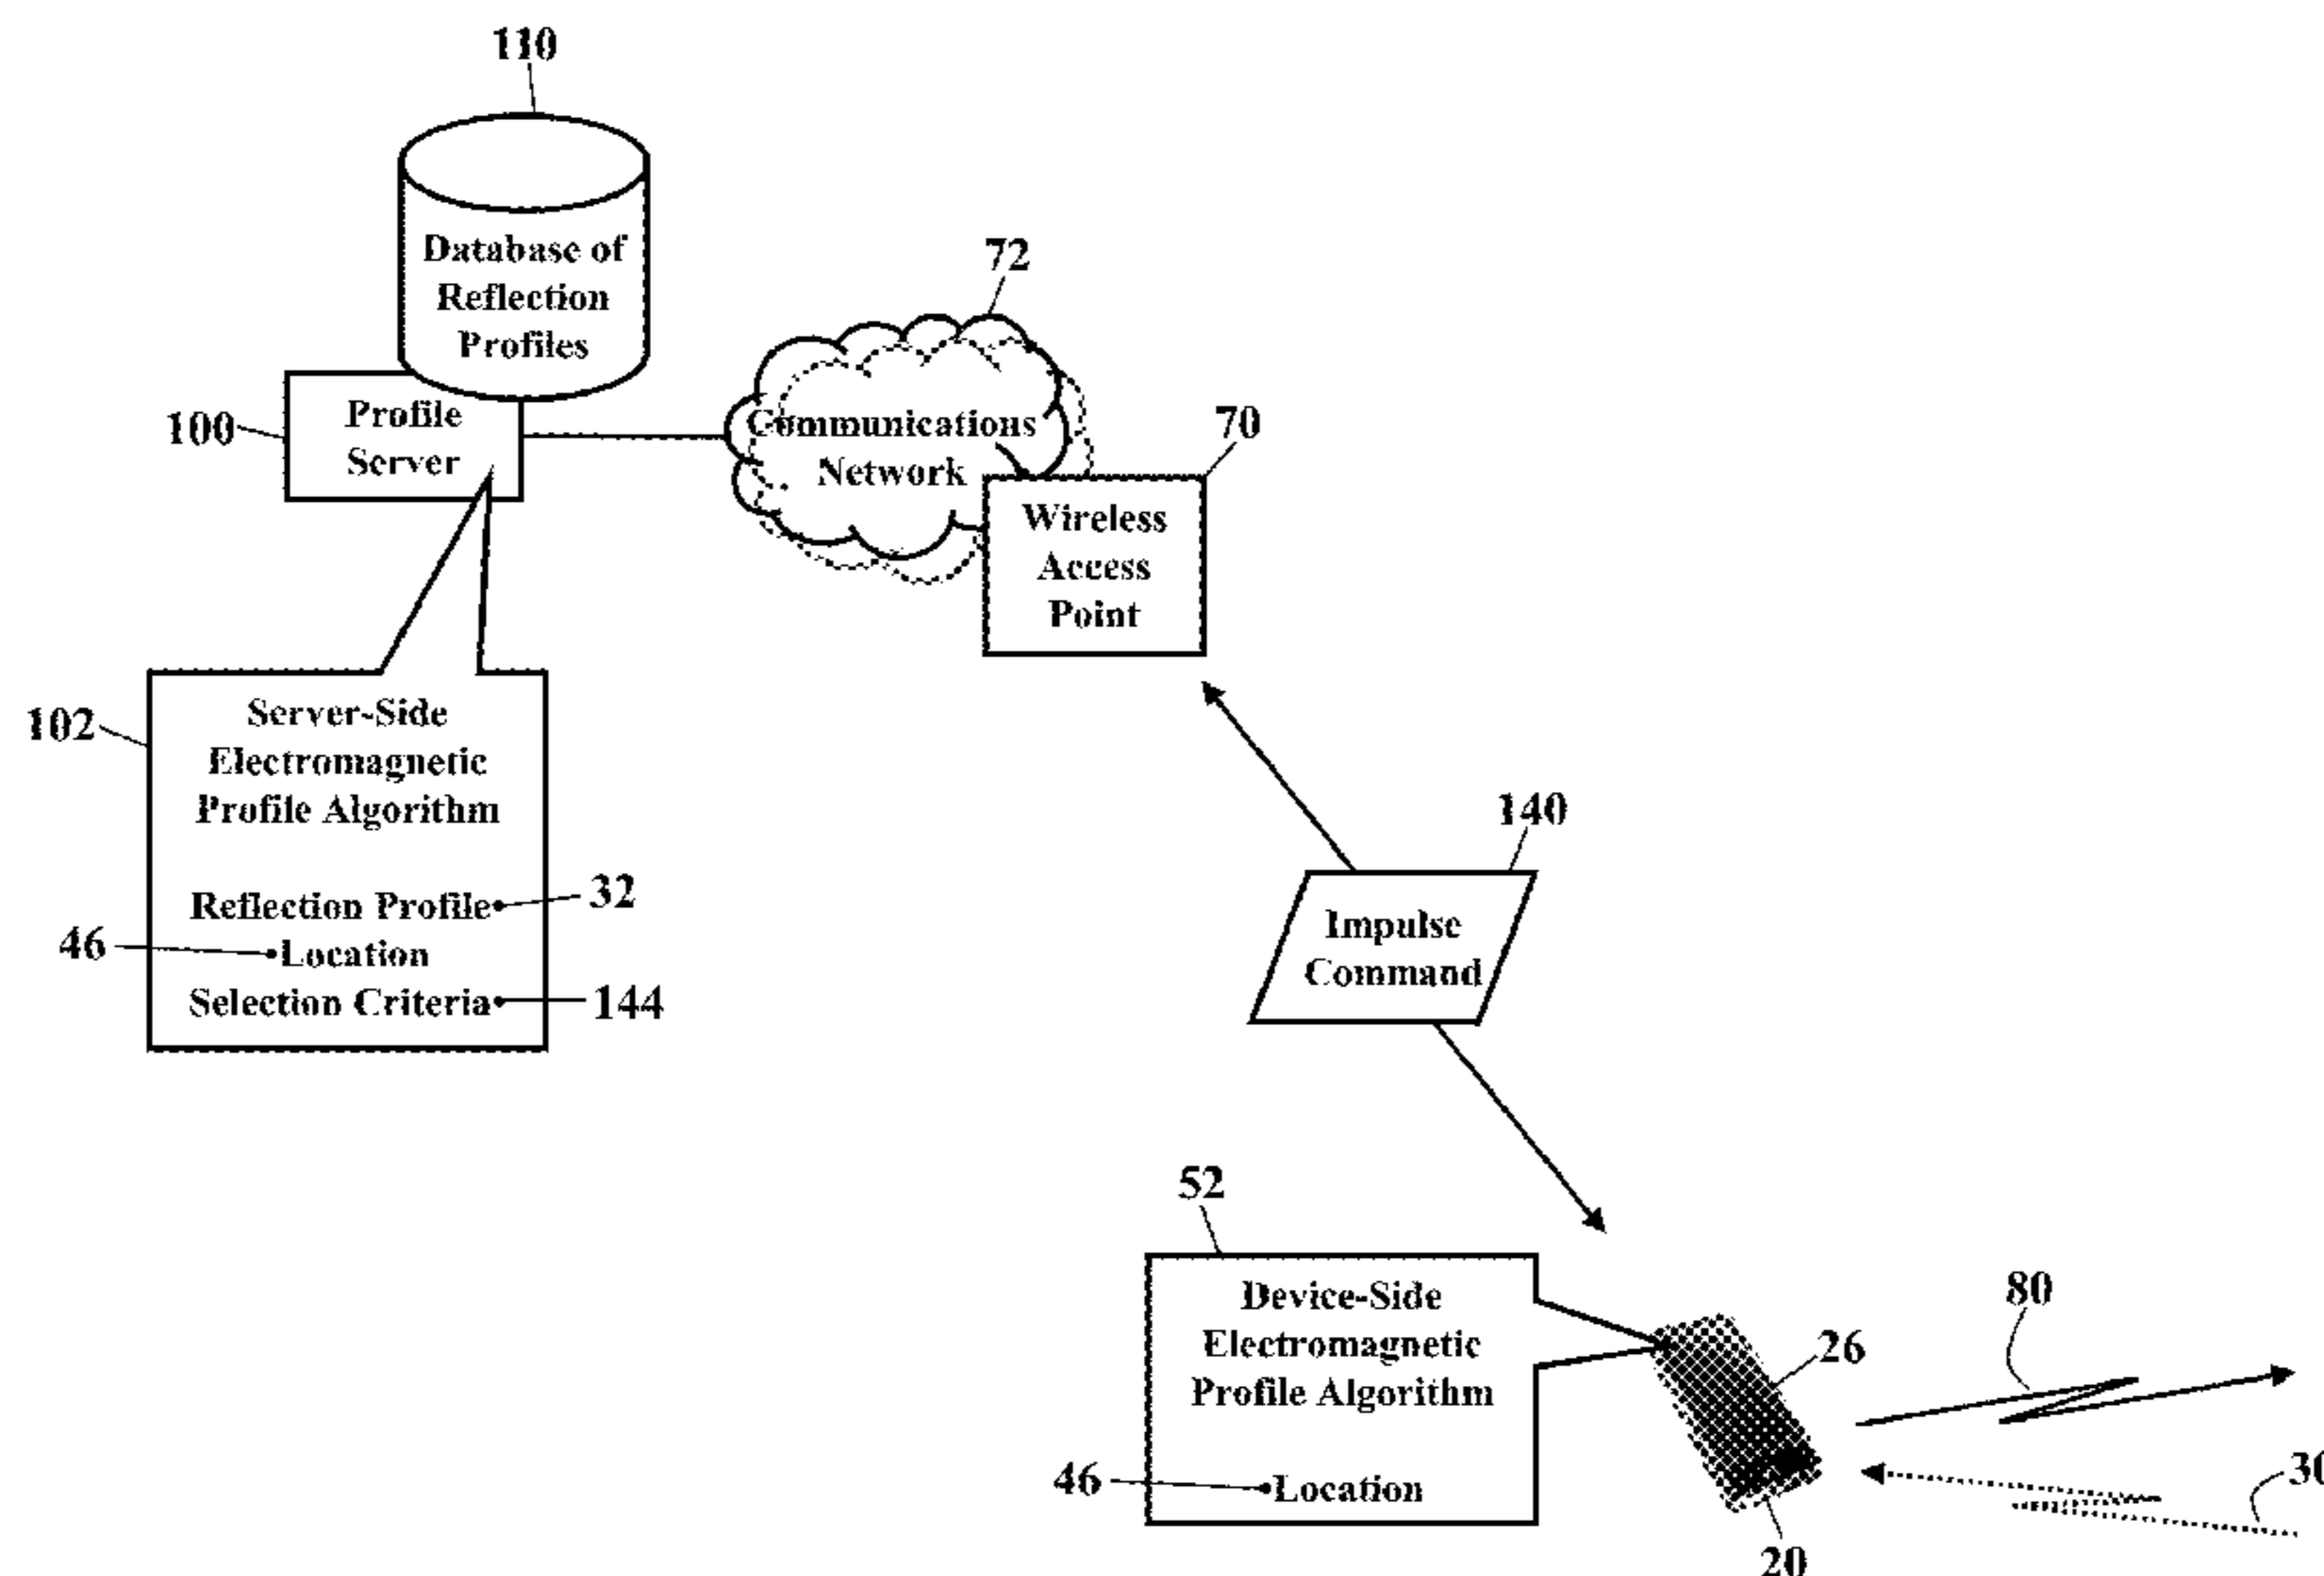 110
Database of
Reflection
Profiles
72
100
Profile
Server
Communications
Network
70
Wireless
Access
Point
102
Server-Side
Electromagnetic
Profile Algorithm
Reflection Profile
32
46
Location
Selection Criteria
144
140
Impulse
Command
52
Device-Side
Electromagnetic
Profile Algorithm
46
Location
80
26
30
20